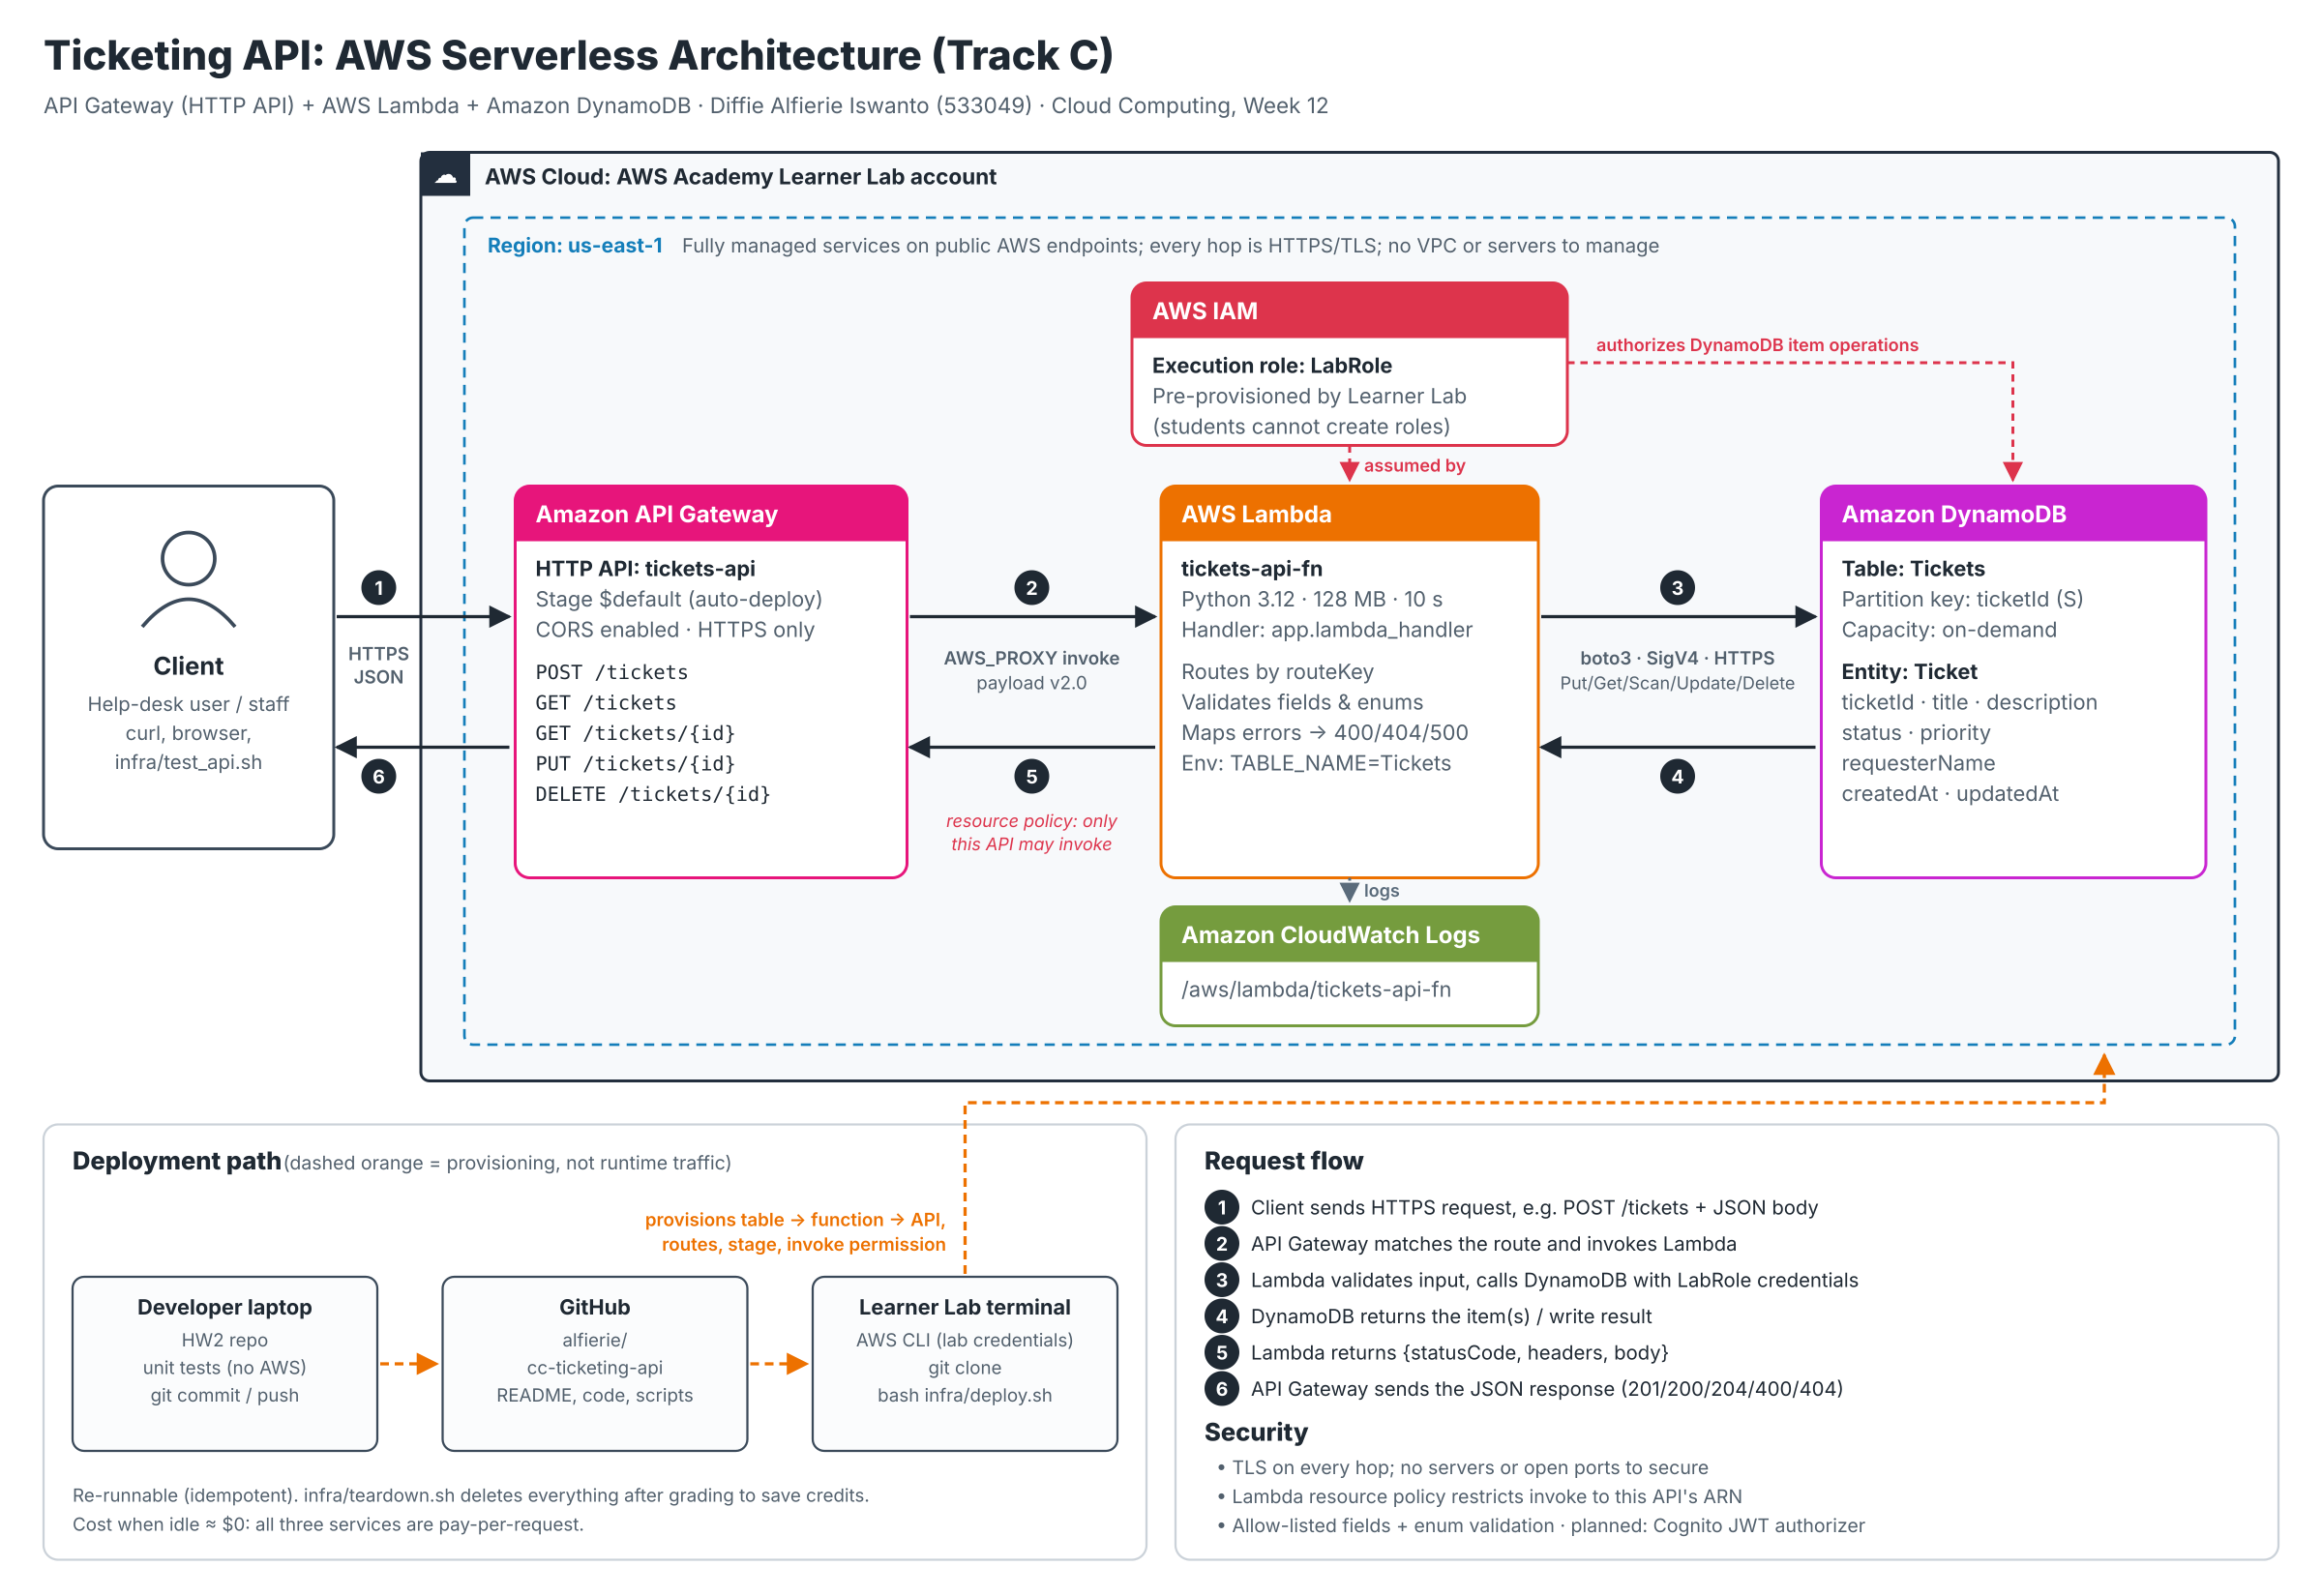 Ticketing API: AWS Serverless Architecture (Track C)
API Gateway (HTTP API) + AWS Lambda + Amazon DynamoDB · Diffie Alfierie Iswanto (533049) · Cloud Computing, Week 12
AWS Cloud: AWS Academy Learner Lab account
Region: us-east-1 Fully managed services on public AWS endpoints; every hop is HTTPS/TLS; no VPC or servers to manage
AWS IAM
Execution role: LabRole
Pre-provisioned by Learner Lab
(students cannot create roles)
authorizes DynamoDB item operations
assumed by
Client
Help-desk user / staff
curl, browser,
infra/test_api.sh
1
HTTPS
JSON
6
Amazon API Gateway
HTTP API: tickets-api
Stage $default (auto-deploy)
CORS enabled · HTTPS only
POST /tickets
GET /tickets
GET /tickets/{id}
PUT /tickets/{id}
DELETE /tickets/{id}
2
AWS_PROXY invoke
payload v2.0
5
resource policy: only
this API may invoke
AWS Lambda
tickets-api-fn
Python 3.12 · 128 MB · 10 s
Handler: app.lambda_handler
Routes by routeKey
Validates fields & enums
Maps errors → 400/404/500
Env: TABLE_NAME=Tickets
3
boto3 · SigV4 · HTTPS
Put/Get/Scan/Update/Delete
4
Amazon DynamoDB
Table: Tickets
Partition key: ticketId (S)
Capacity: on-demand
Entity: Ticket
ticketId · title · description
status · priority
requesterName
createdAt · updatedAt
logs
Amazon CloudWatch Logs
/aws/lambda/tickets-api-fn
Deployment path (dashed orange = provisioning, not runtime traffic)
provisions table → function → API,
routes, stage, invoke permission
Developer laptop
HW2 repo
unit tests (no AWS)
git commit / push
GitHub
alfierie/
cc-ticketing-api
README, code, scripts
Learner Lab terminal
AWS CLI (lab credentials)
git clone
bash infra/deploy.sh
Re-runnable (idempotent). infra/teardown.sh deletes everything after grading to save credits.
Cost when idle ≈ $0: all three services are pay-per-request.
Request flow
1 Client sends HTTPS request, e.g. POST /tickets + JSON body
2 API Gateway matches the route and invokes Lambda
3 Lambda validates input, calls DynamoDB with LabRole credentials
4 DynamoDB returns the item(s) / write result
5 Lambda returns {statusCode, headers, body}
6 API Gateway sends the JSON response (201/200/204/400/404)
Security
• TLS on every hop; no servers or open ports to secure
• Lambda resource policy restricts invoke to this API's ARN
• Allow-listed fields + enum validation · planned: Cognito JWT authorizer